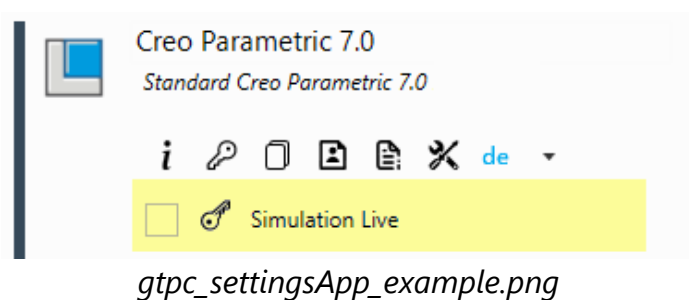 Creo Parametric 7.0
Standard Creo Parametric 7.0
i de
Simulation Live
gtpc_settingsApp_example.png